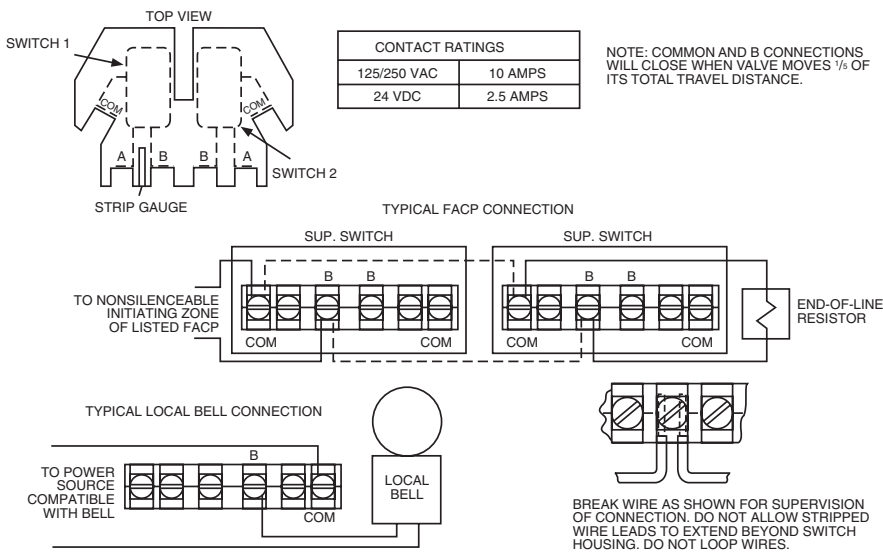 TOP VIEW
SWITCH 1
COM
COM
A
B
B
A
SWITCH 2
STRIP GAUGE
CONTACT RATINGS
125/250 VAC 10 AMPS
24 VDC 2.5 AMPS
NOTE: COMMON AND B CONNECTIONS
WILL CLOSE WHEN VALVE MOVES 1/5 OF
ITS TOTAL TRAVEL DISTANCE.
TYPICAL FACP CONNECTION
SUP. SWITCH
SUP. SWITCH
B B
B B
TO NONSILENCEABLE
INITIATING ZONE
OF LISTED FACP
COM COM
COM COM
END-OF-LINE
RESISTOR
TYPICAL LOCAL BELL CONNECTION
B
TO POWER
SOURCE
COMPATIBLE
WITH BELL
COM
LOCAL
BELL
BREAK WIRE AS SHOWN FOR SUPERVISION
OF CONNECTION. DO NOT ALLOW STRIPPED
WIRE LEADS TO EXTEND BEYOND SWITCH
HOUSING. DO NOT LOOP WIRES.